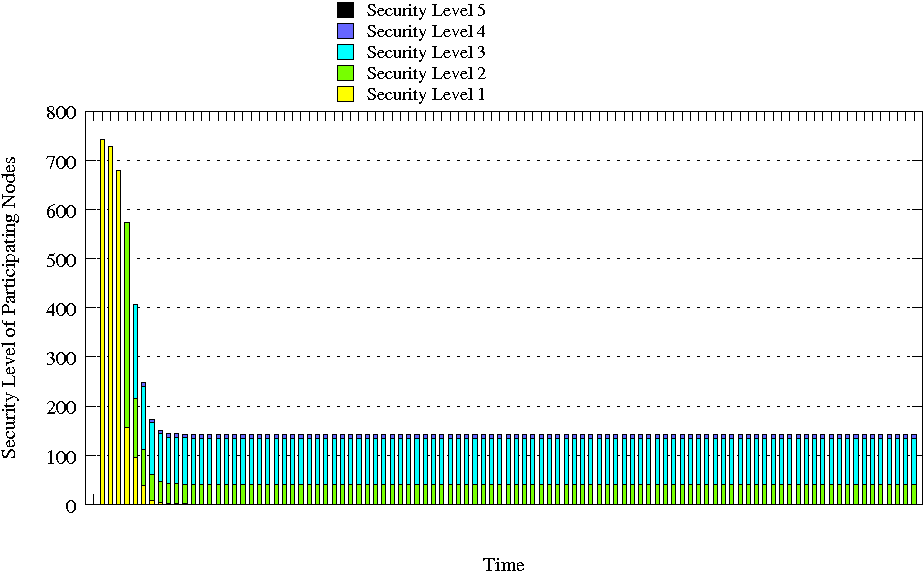 Security Level 5
Security Level 4
Security Level 3
Security Level 2
Security Level 1
800
700
600
500
400
300
200
100
0
Security Level of Participating Nodes
Time